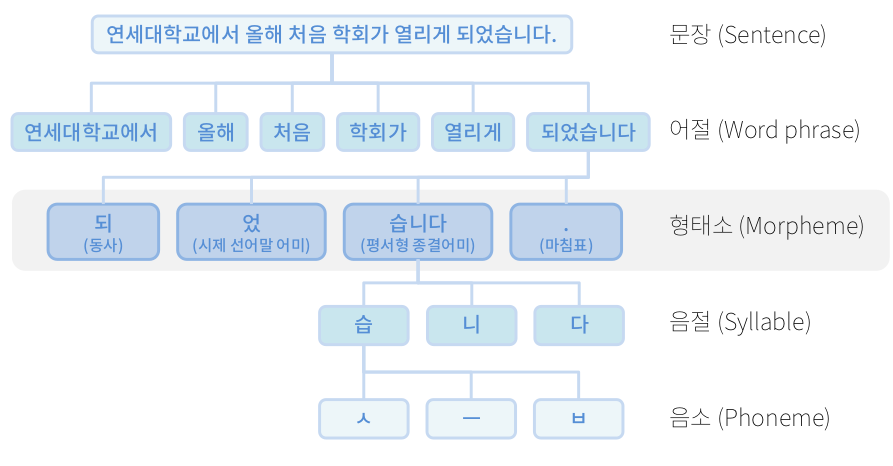 연세대학교에서 올해 처음 학회가 열리게 되었습니다.
문장 (Sentence)
연세대학교에서
올해
처음
학회가
열리게
되었습니다
어절 (Word phrase)
되
(동사)
었
(시제 선어말 어미)
습니다
(평서형 종결어미)
.
(마침표)
형태소 (Morpheme)
습
니
다
음절 (Syllable)
ㅅ
ㅡ
ㅂ
음소 (Phoneme)